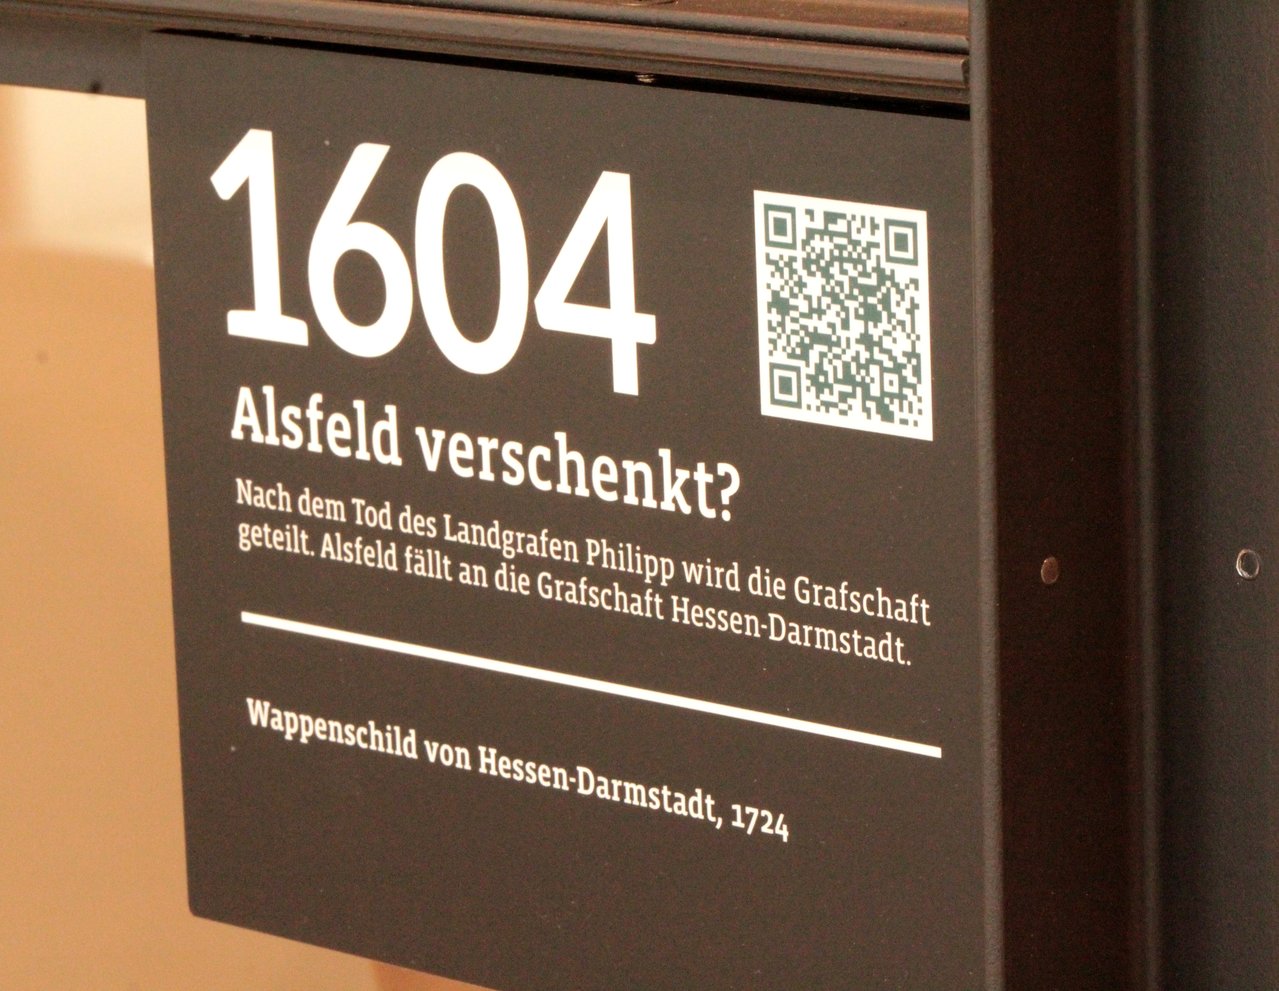 1604
Alsfeld verschenkt?
Nach dem Tod des Landgrafen Philipp wird die Grafschaft
geteilt. Alsfeld fällt an die Grafschaft Hessen-Darmstadt.
Wappenschild von Hessen-Darmstadt, 1724